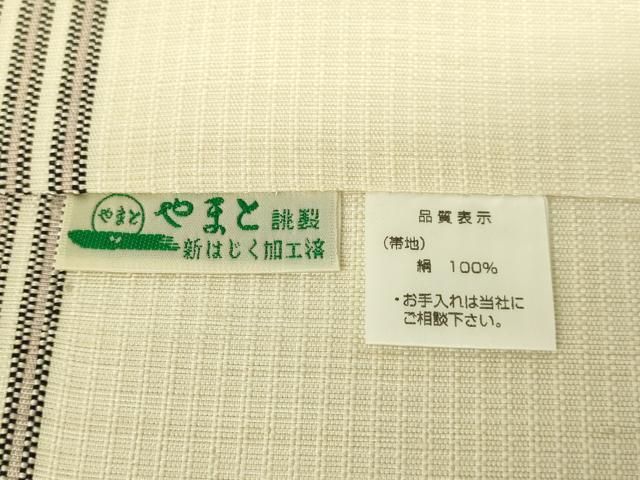 やまと
やまと 誂製
新はじく加工済
品質表示
(帯地)
絹 100%
・お手入れは当社に
ご相談下さい。